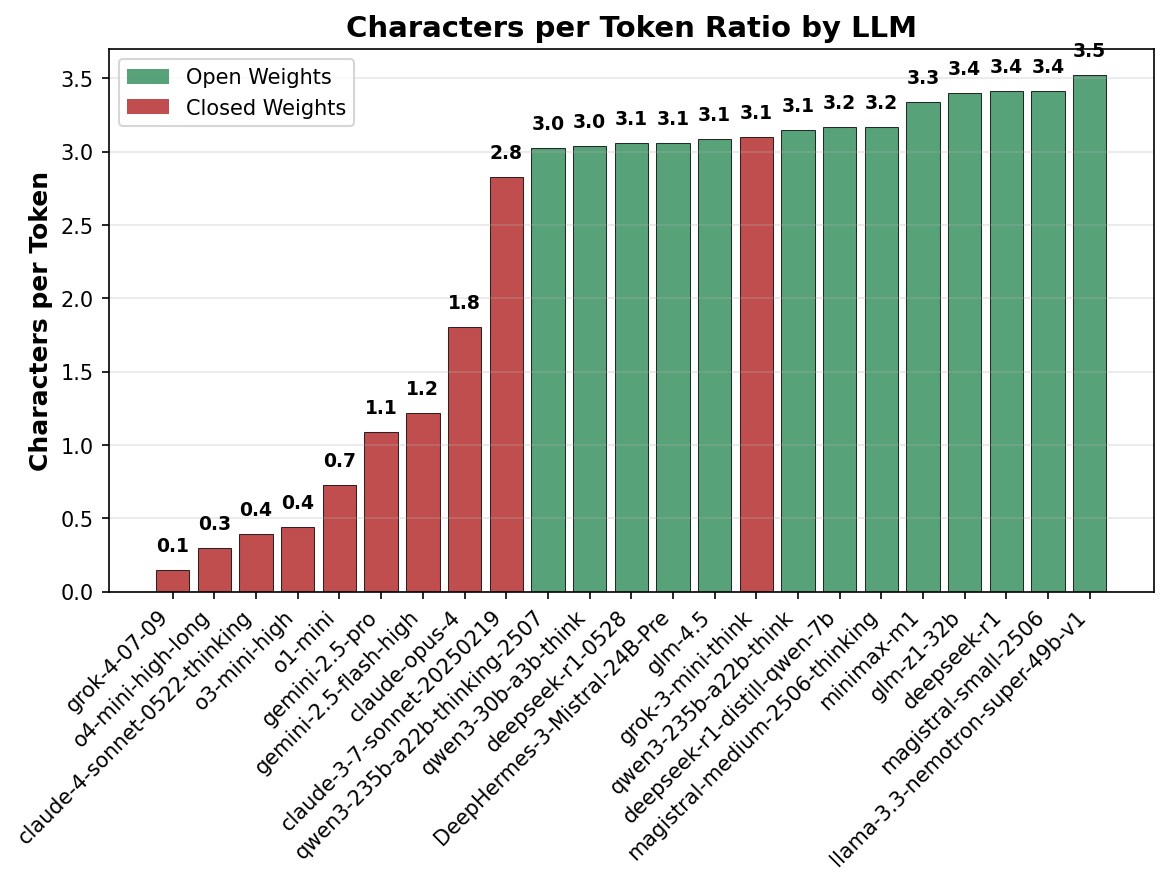 Characters per Token Ratio by LLM
Open Weights
Closed Weights
Characters per Token
3.5
3.0
2.5
2.0
1.5
1.0
0.5
0.0
0.1
0.3
0.4
0.4
0.7
1.1
1.2
1.8
2.8
3.0
3.0
3.1
3.1
3.1
3.1
3.1
3.2
3.2
3.3
3.4
3.4
3.4
3.5
grok-4-07-09
o4-mini-high-long
claude-4-sonnet-0522-thinking
o3-mini-high
o1-mini
gemini-2.5-pro
gemini-2.5-flash-high
claude-opus-4
claude-3-7-sonnet-20250219
qwen3-235b-a22b-thinking-2507
qwen3-30b-a3b-think
deepseek-r1-0528
DeepHermes-3-Mistral-24B-Pre
glm-4.5
grok-3-mini-think
qwen3-235b-a22b-think
deepseek-r1-distill-qwen-7b
magistral-medium-2506-thinking
minimax-m1
glm-z1-32b
deepseek-r1
magistral-small-2506
llama-3.3-nemotron-super-49b-v1